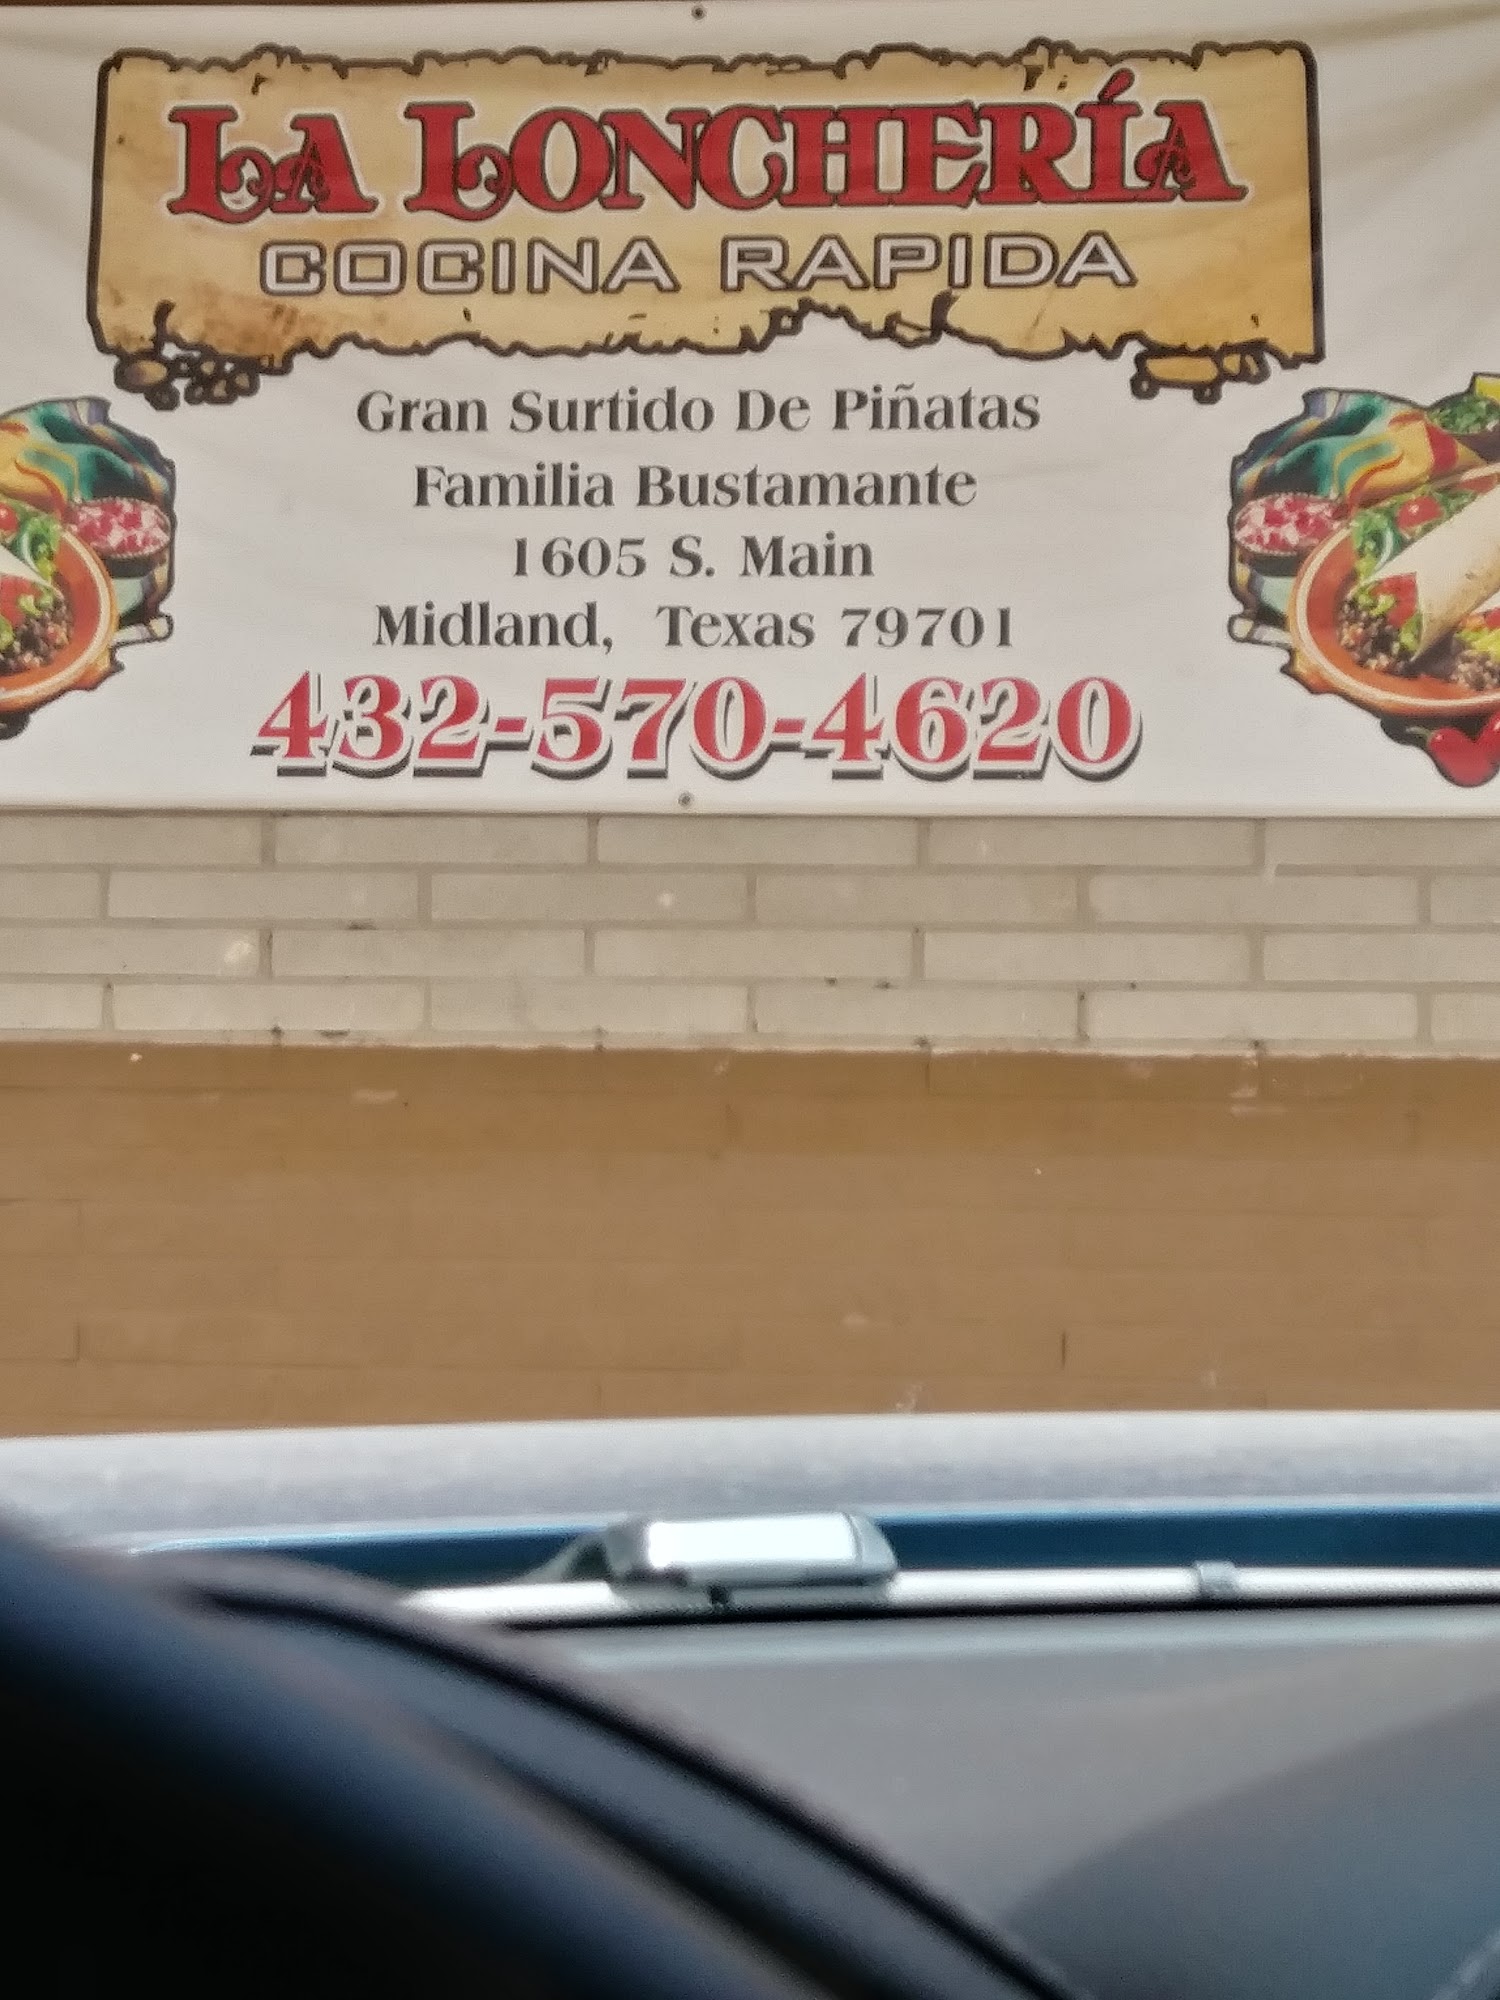 LA LONCHERÍA
COCINA RAPIDA
Gran Surtido De Piñatas
Familia Bustamante
1605 S. Main
Midland, Texas 79701
432-570-4620